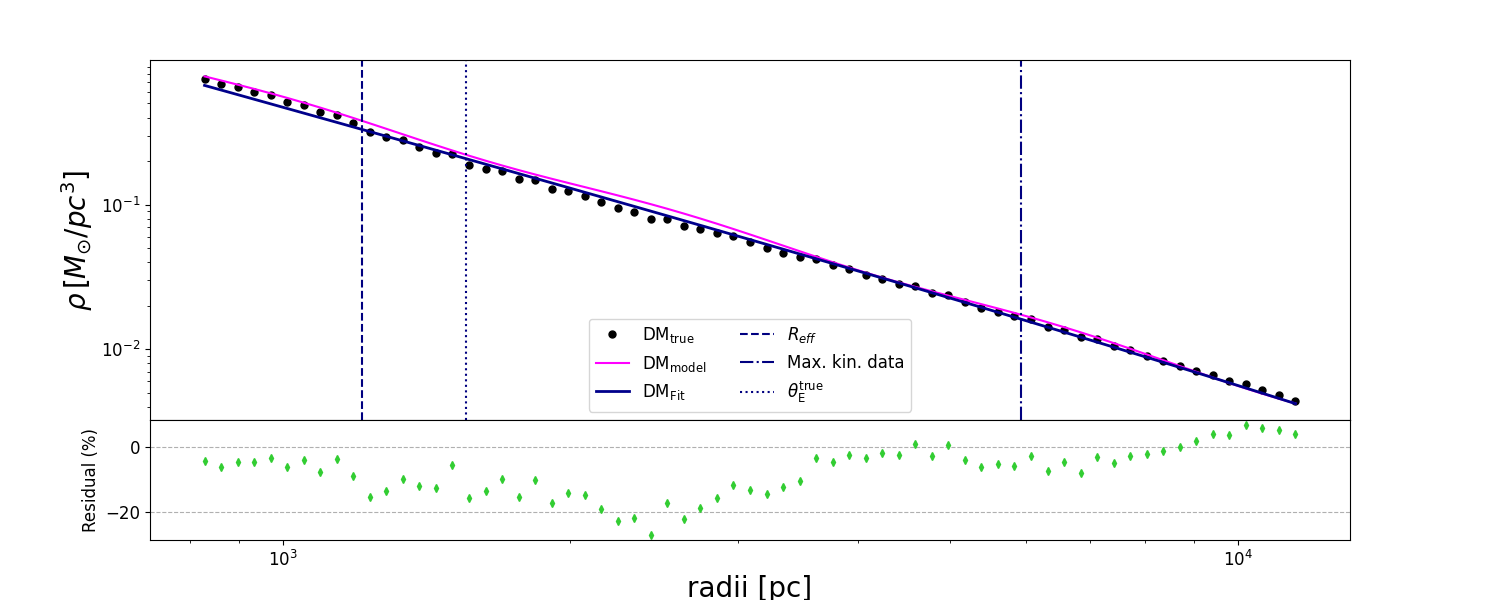 ρ [M⊙/pc³]
10⁻¹
10⁻²
DM_true
DM_model
DM_Fit
R_eff
Max. kin. data
θ_E^true
Residual (%)
0
−20
10³
10⁴
radii [pc]